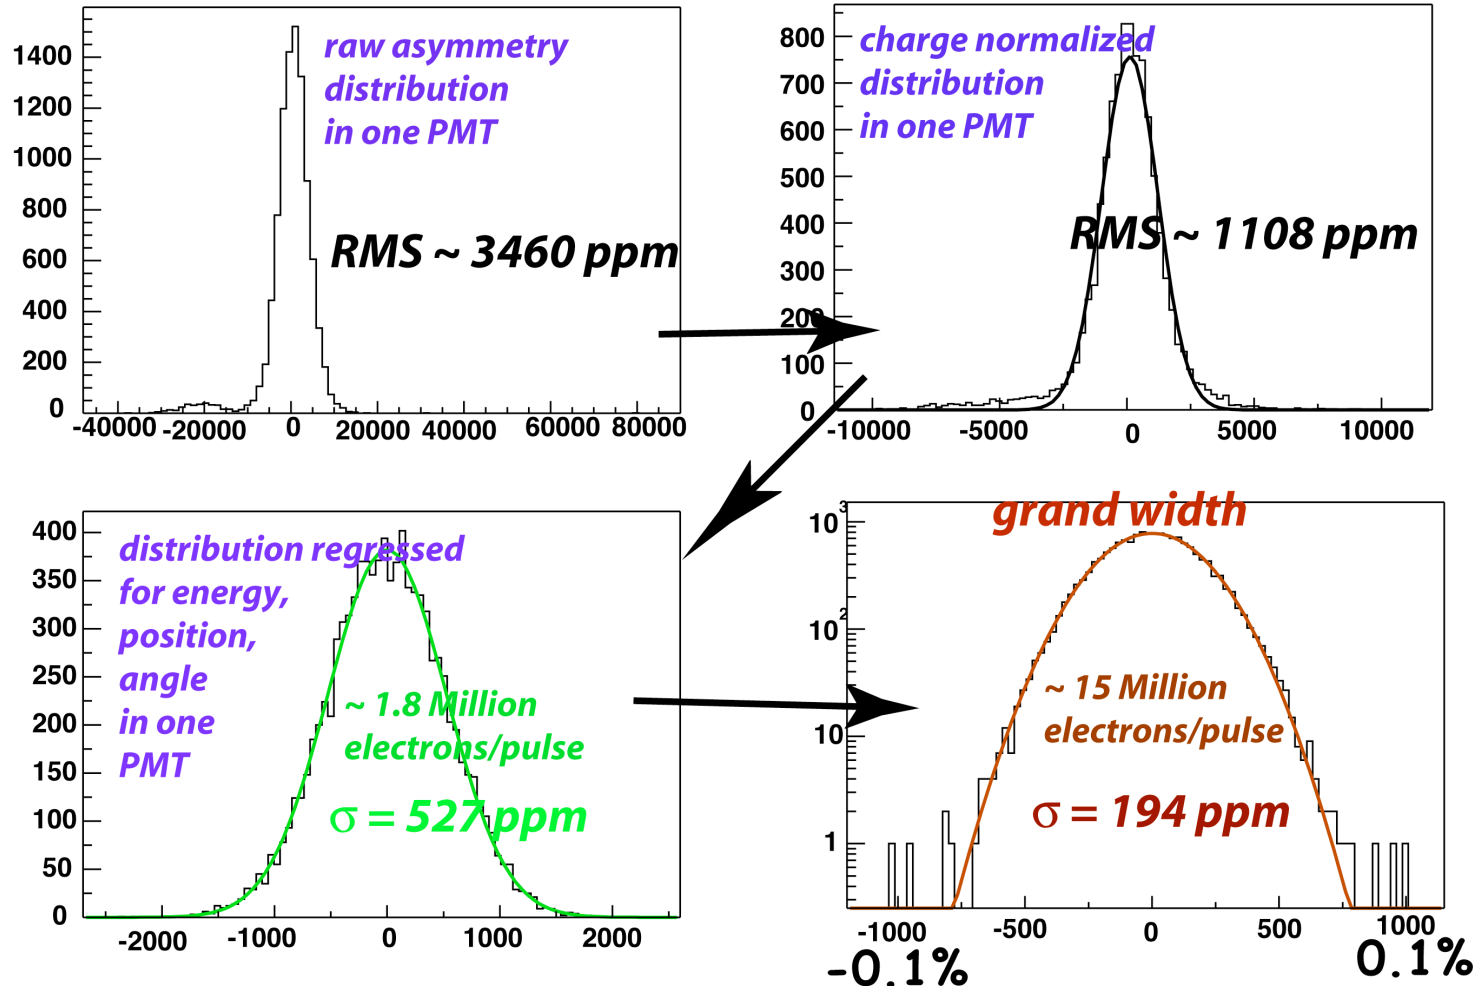 raw asymmetry
distribution
in one PMT
RMS ~ 3460 ppm
1400
1200
1000
800
600
400
200
0
-40000 -20000 0 20000 40000 60000 80000
charge normalized
distribution
in one PMT
RMS ~ 1108 ppm
800
700
600
500
400
300
200
100
0
-10000 -5000 0 5000 10000
distribution regressed
for energy,
position,
angle
in one
PMT
~ 1.8 Million
electrons/pulse
σ = 527 ppm
400
350
300
250
200
150
100
50
0
-2000 -1000 0 1000 2000
grand width
~ 15 Million
electrons/pulse
σ = 194 ppm
10³
10²
10
1
-1000 -500 0 500 1000
-0.1% 0.1%